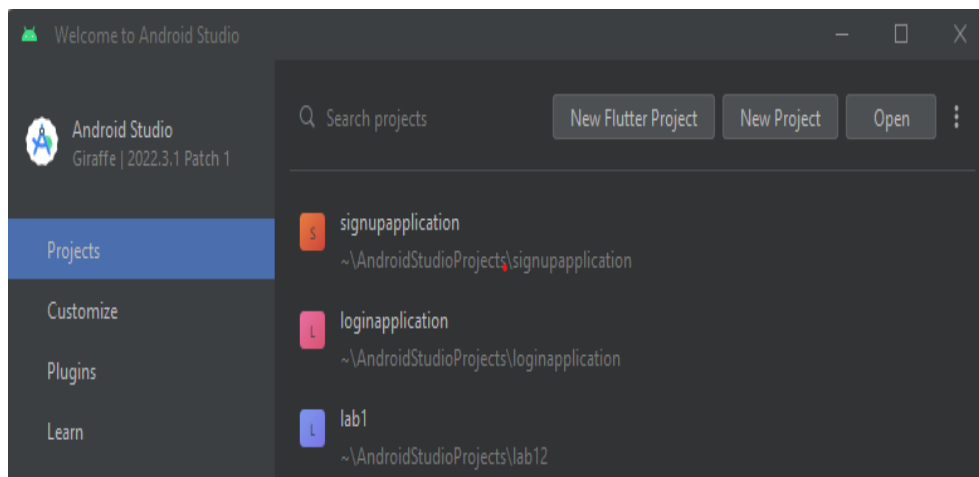 Welcome to Android Studio
Android Studio
Giraffe | 2022.3.1 Patch 1
Projects
Customize
Plugins
Learn
Search projects
New Flutter Project
New Project
Open
S
signupapplication
~\AndroidStudioProjects\signupapplication
L
loginapplication
~\AndroidStudioProjects\loginapplication
L
lab1
~\AndroidStudioProjects\lab12